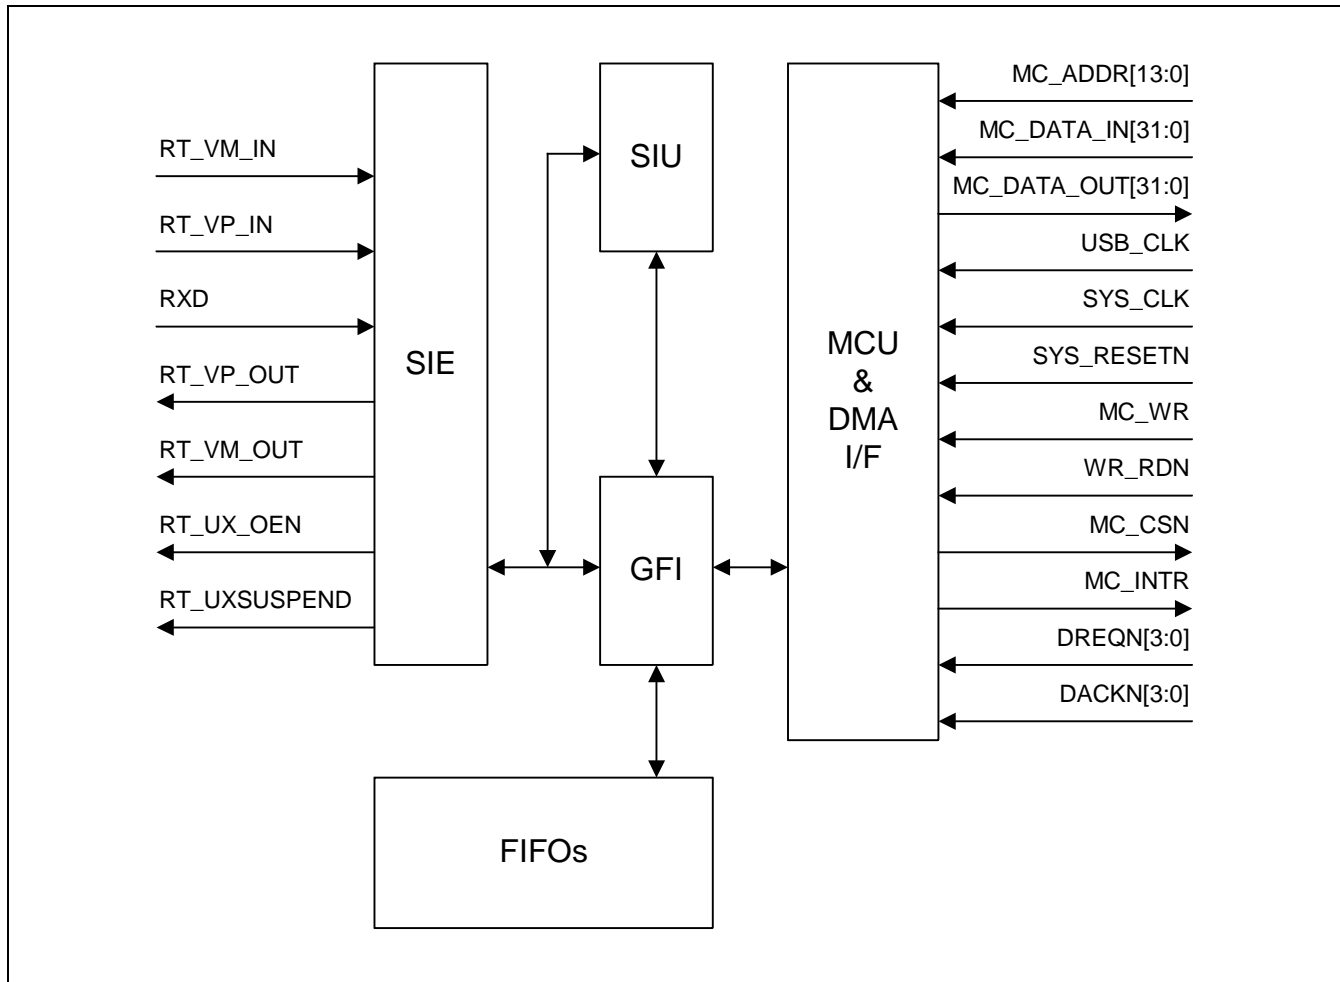 RT_VM_IN
RT_VP_IN
RXD
RT_VP_OUT
RT_VM_OUT
RT_UX_OEN
RT_UXSUSPEND
SIE
SIU
GFI
FIFOs
MCU
&
DMA
I/F
MC_ADDR[13:0]
MC_DATA_IN[31:0]
MC_DATA_OUT[31:0]
USB_CLK
SYS_CLK
SYS_RESETN
MC_WR
WR_RDN
MC_CSN
MC_INTR
DREQN[3:0]
DACKN[3:0]